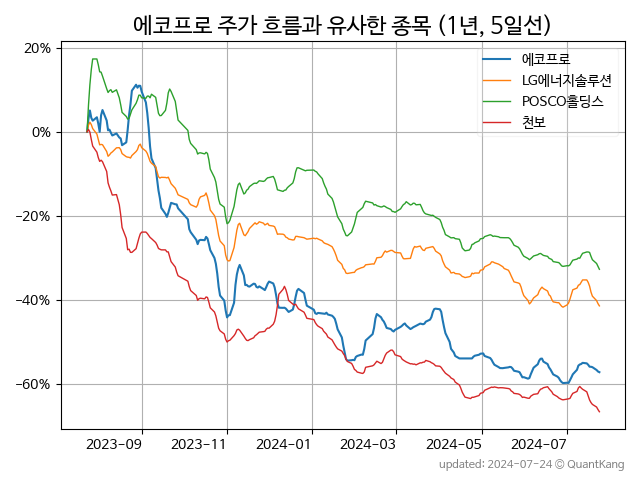 에코프로 주가 흐름과 유사한 종목 (1년, 5일선)
20%
0%
−20%
−40%
−60%
에코프로
LG에너지솔루션
POSCO홀딩스
천보
2023-09 2023-11 2024-01 2024-03 2024-05 2024-07
updated: 2024-07-24 © QuantKang